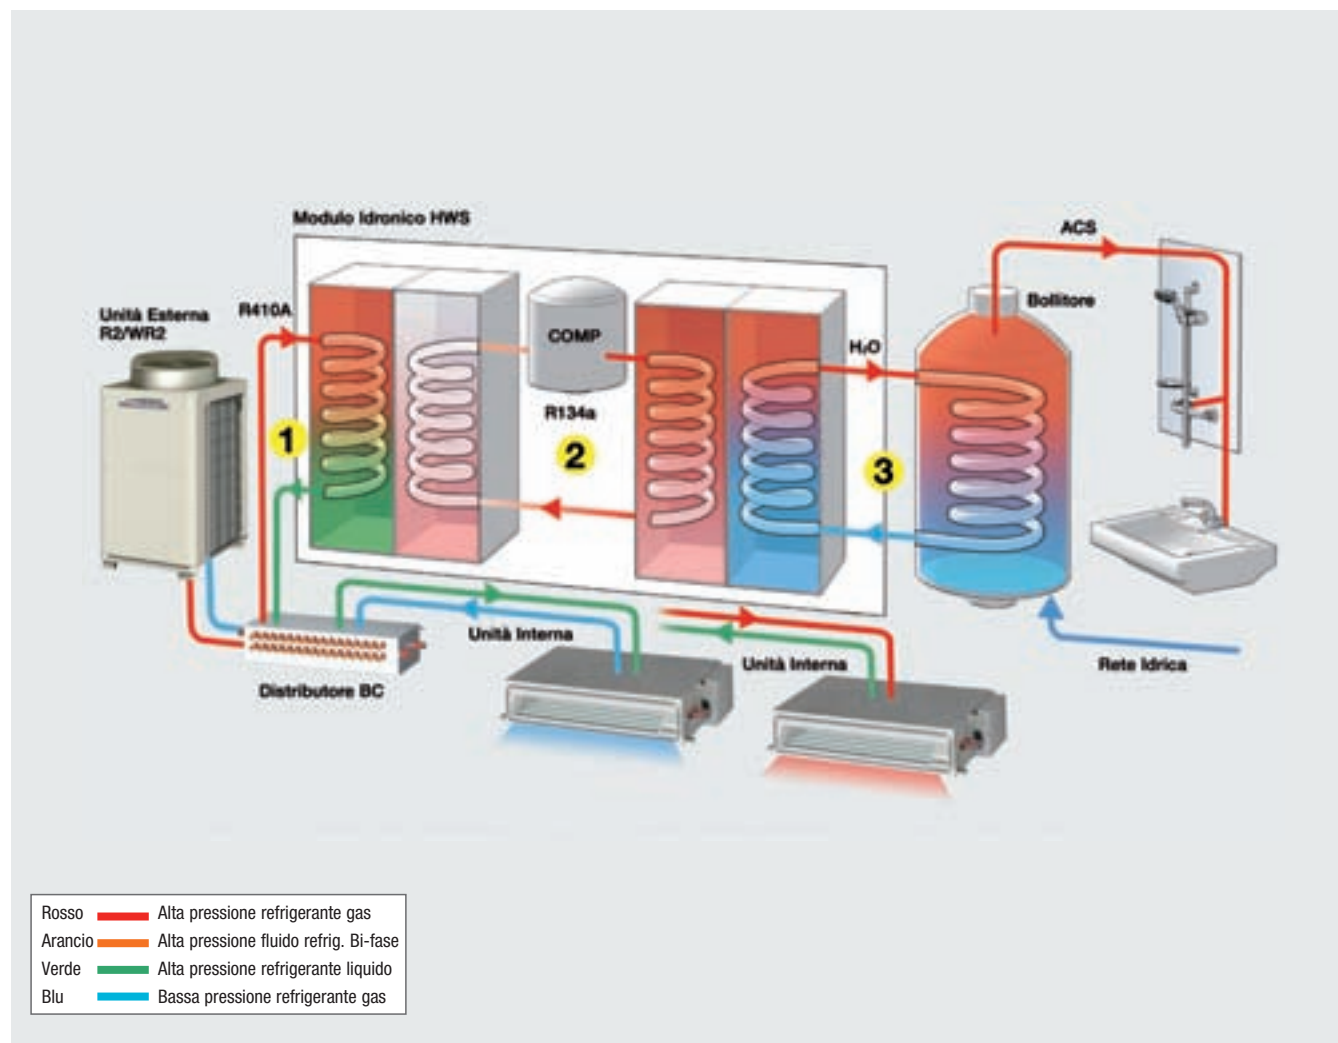 Modulo Idronico HWS
ACS
Unità Esterna
R2/WR2
R410A
Bollitore
COMP
H₂O
R134a
1
2
3
Unità Interna
Unità Interna
Rete Idrica
Distributore BC
Rosso Alta pressione refrigerante gas
Arancio Alta pressione fluido refrig. Bi-fase
Verde Alta pressione refrigerante liquido
Blu Bassa pressione refrigerante gas